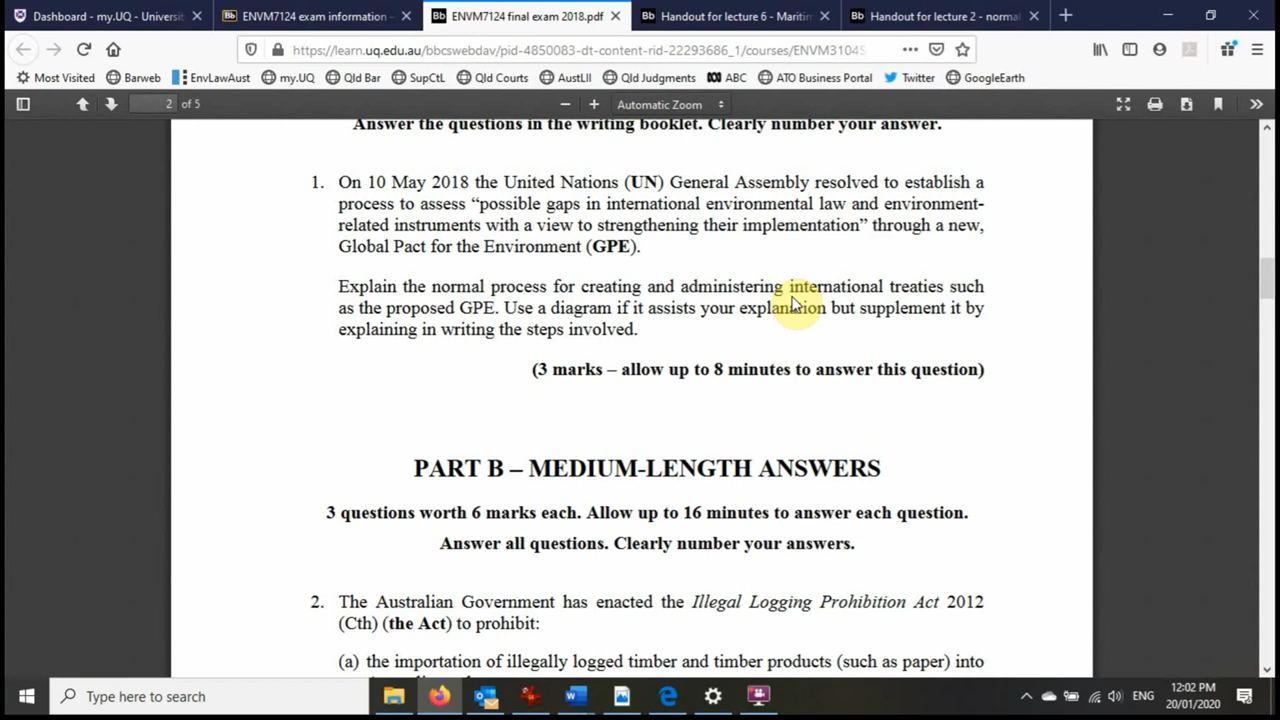 Dashboard - my.UQ - Universi
ENVM7124 exam information –
ENVM7124 final exam 2018.pdf
Handout for lecture 6 - Maritim
Handout for lecture 2 - normal
https://learn.uq.edu.au/bbcswebdav/pid-4850083-dt-content-rid-22293686_1/courses/ENVM3104S
Most Visited
Barweb
EnvLawAust
my.UQ
Qld Bar
SupCtL
Qld Courts
AustLII
Qld Judgments
ABC
ATO Business Portal
Twitter
GoogleEarth
2 of 5
Automatic Zoom
Answer the questions in the writing booklet. Clearly number your answer.
1. On 10 May 2018 the United Nations (UN) General Assembly resolved to establish a
process to assess “possible gaps in international environmental law and environment-
related instruments with a view to strengthening their implementation” through a new,
Global Pact for the Environment (GPE).
Explain the normal process for creating and administering international treaties such
as the proposed GPE. Use a diagram if it assists your explanation but supplement it by
explaining in writing the steps involved.
(3 marks – allow up to 8 minutes to answer this question)
PART B – MEDIUM-LENGTH ANSWERS
3 questions worth 6 marks each. Allow up to 16 minutes to answer each question.
Answer all questions. Clearly number your answers.
2. The Australian Government has enacted the Illegal Logging Prohibition Act 2012
(Cth) (the Act) to prohibit:
(a) the importation of illegally logged timber and timber products (such as paper) into
Type here to search
ENG
12:02 PM
20/01/2020